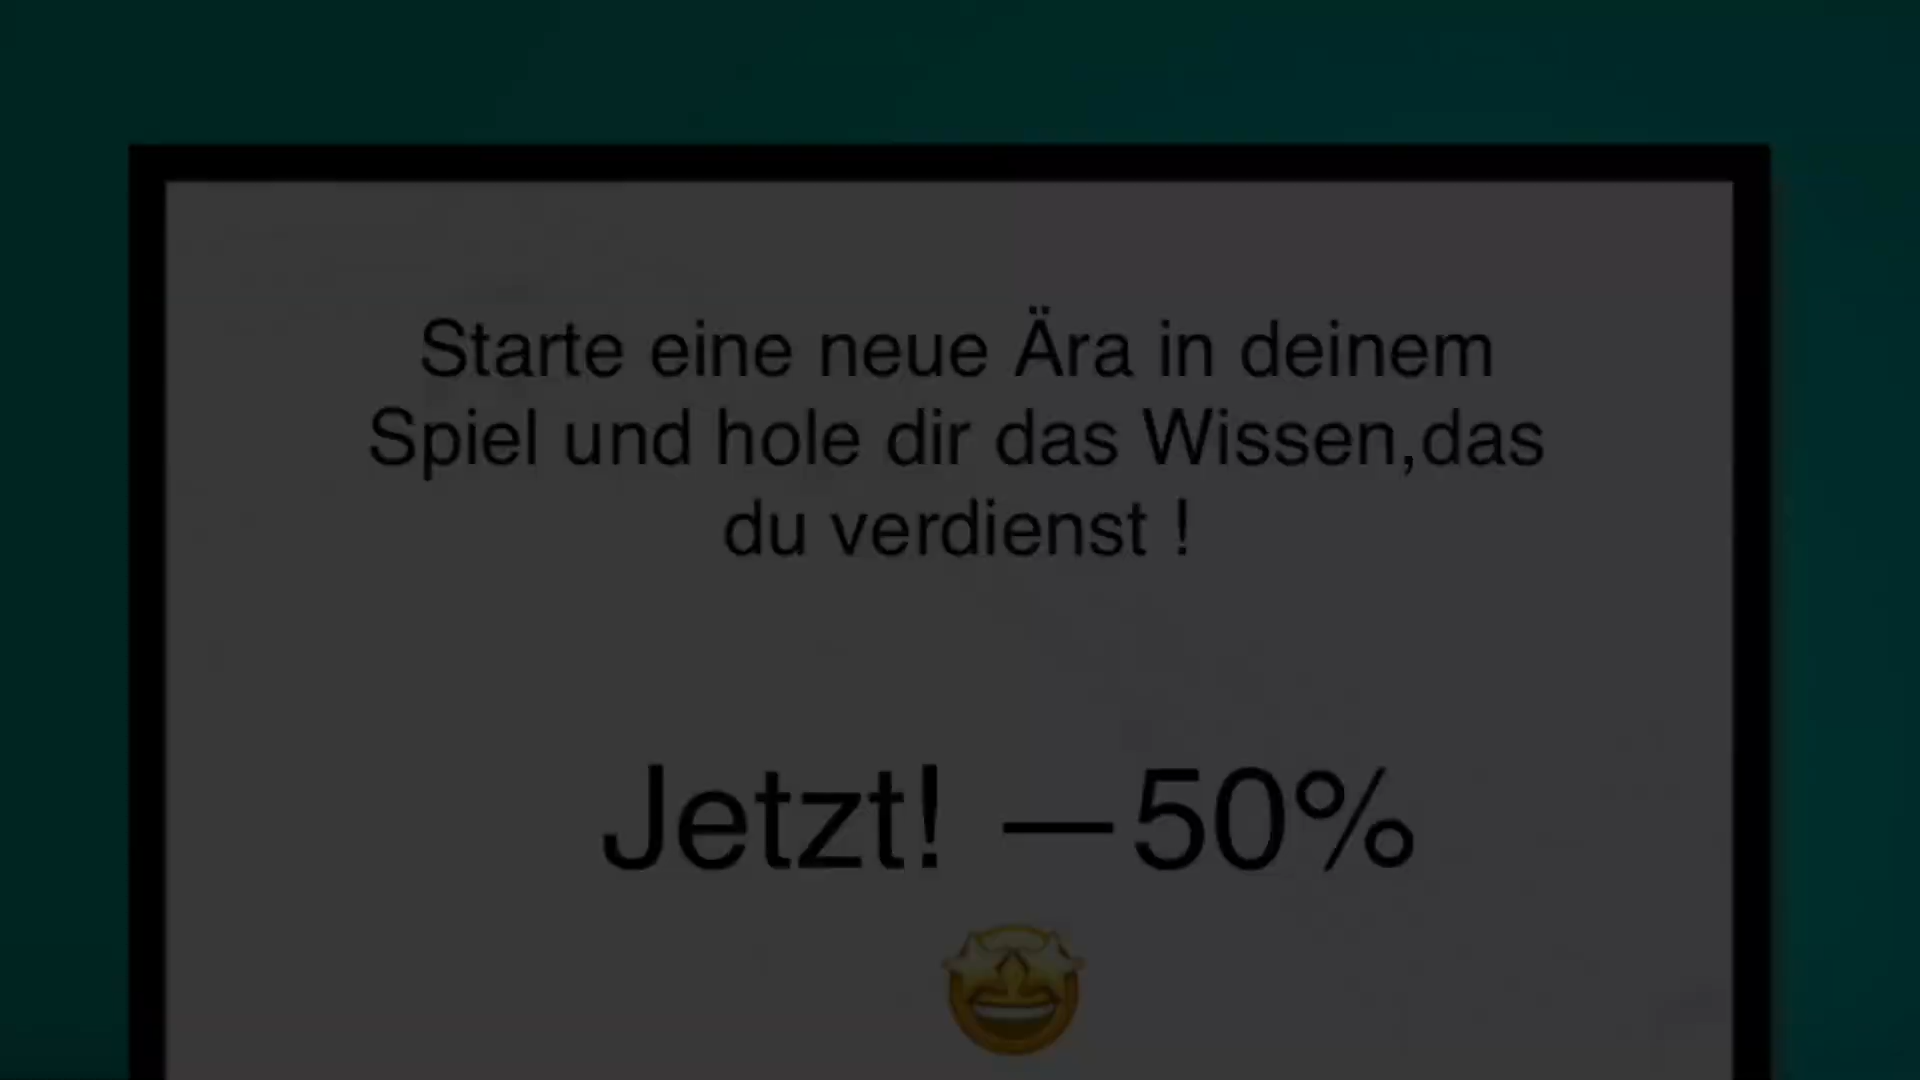 Starte eine neue Ära in deinem
Spiel und hole dir das Wissen,das
du verdienst !
Jetzt! –50%